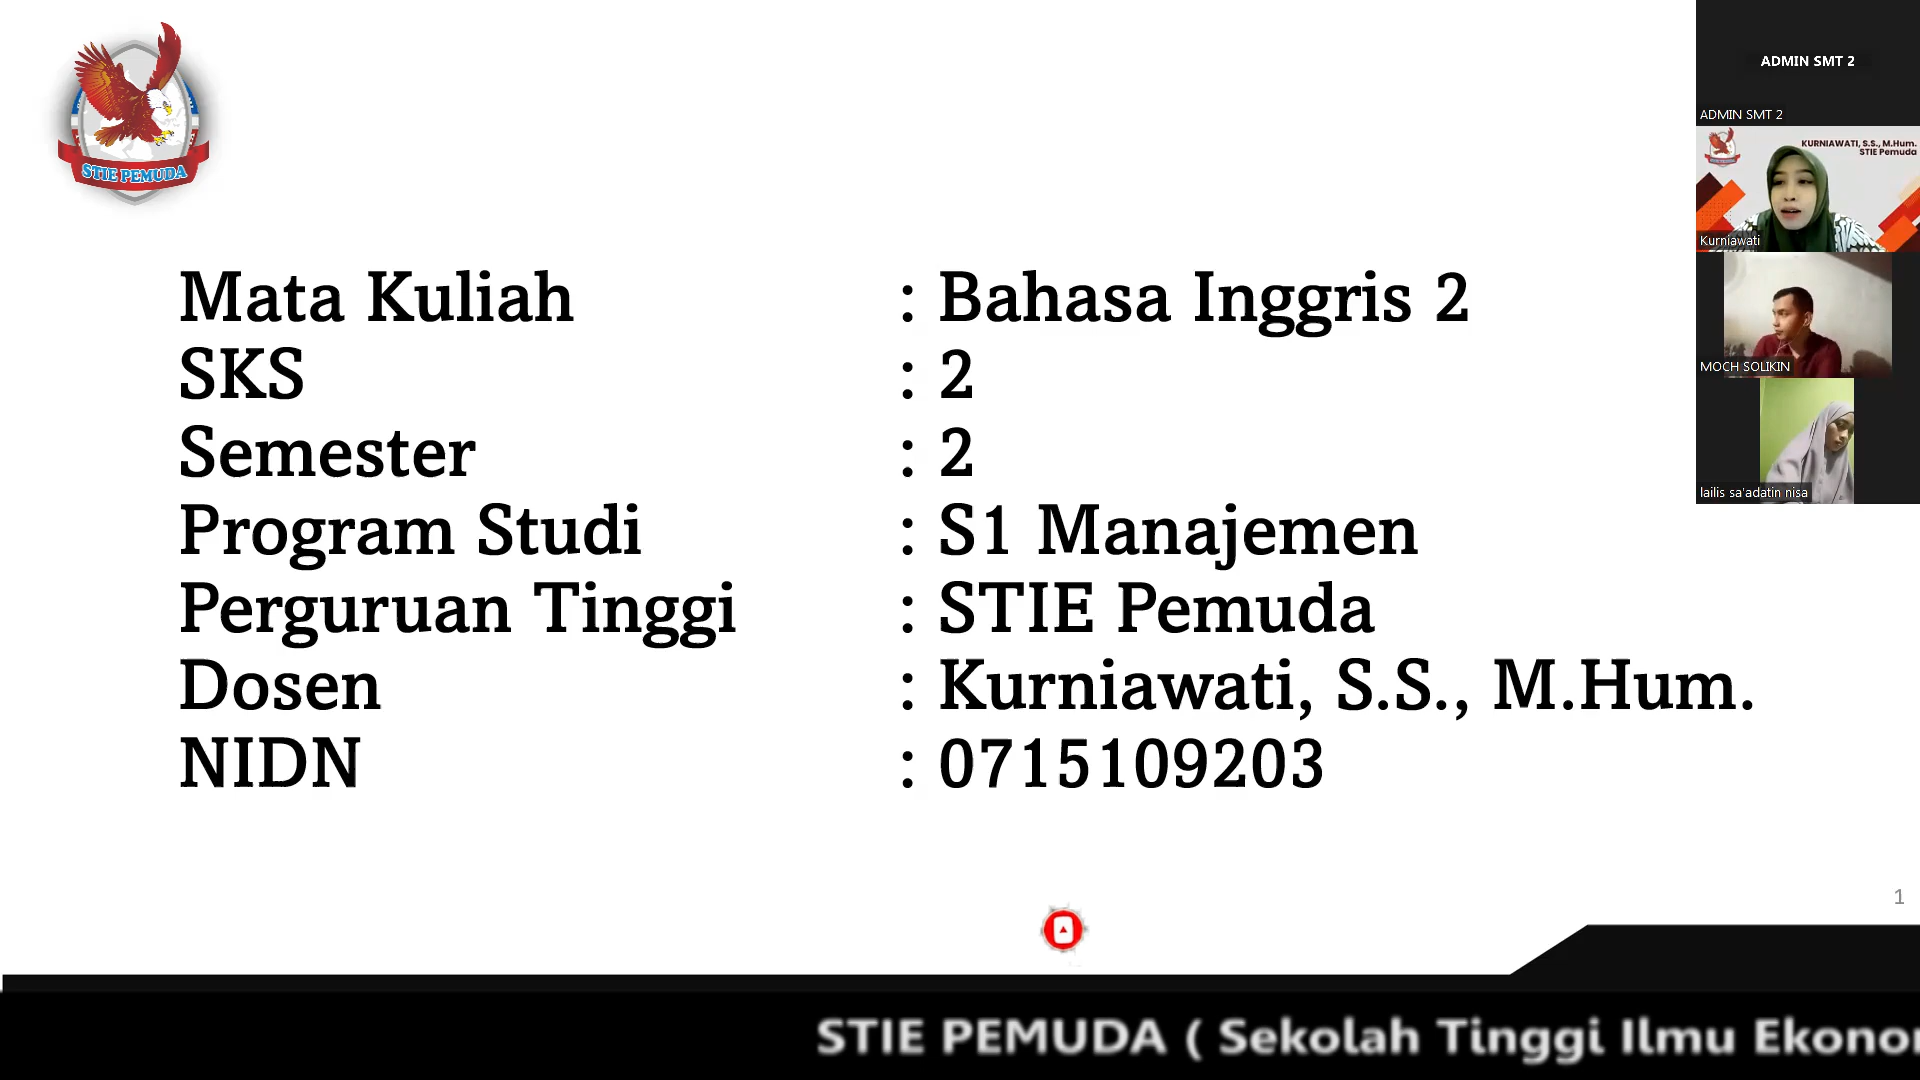 STIE PEMUDA
Mata Kuliah : Bahasa Inggris 2
SKS : 2
Semester : 2
Program Studi : S1 Manajemen
Perguruan Tinggi : STIE Pemuda
Dosen : Kurniawati, S.S., M.Hum.
NIDN : 0715109203
1
STIE PEMUDA ( Sekolah Tinggi Ilmu Ekono
ADMIN SMT 2
ADMIN SMT 2
KURNIAWATI, S.S., M.Hum.
STIE Pemuda
Kurniawati
MOCH SOLIKIN
lailis sa'adatin nisa